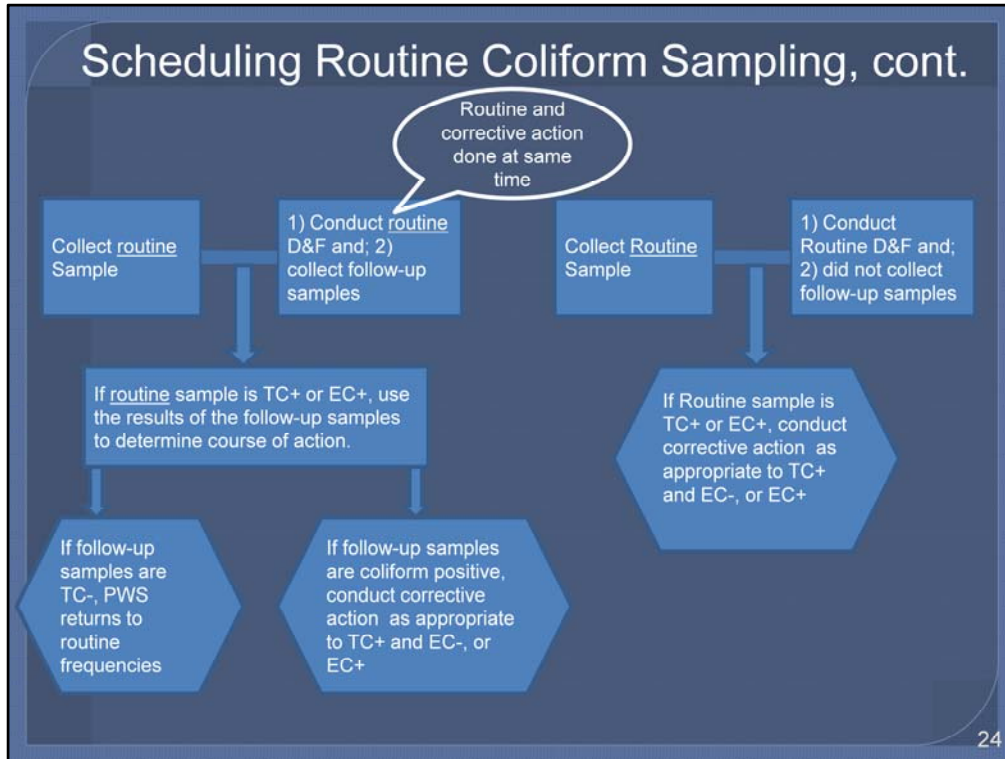 Scheduling Routine Coliform Sampling, cont.
Routine and
corrective action
done at same
time
Collect routine
Sample
1) Conduct routine
D&F and; 2)
collect follow-up
samples
Collect Routine
Sample
1) Conduct
Routine D&F and;
2) did not collect
follow-up samples
If routine sample is TC+ or EC+, use
the results of the follow-up samples
to determine course of action.
If Routine sample is
TC+ or EC+, conduct
corrective action  as
appropriate to TC+
and EC-, or EC+
If follow-up
samples are
TC-, PWS
returns to
routine
frequencies
If follow-up samples
are coliform positive,
conduct corrective
action  as appropriate
to TC+ and EC-, or
EC+
24